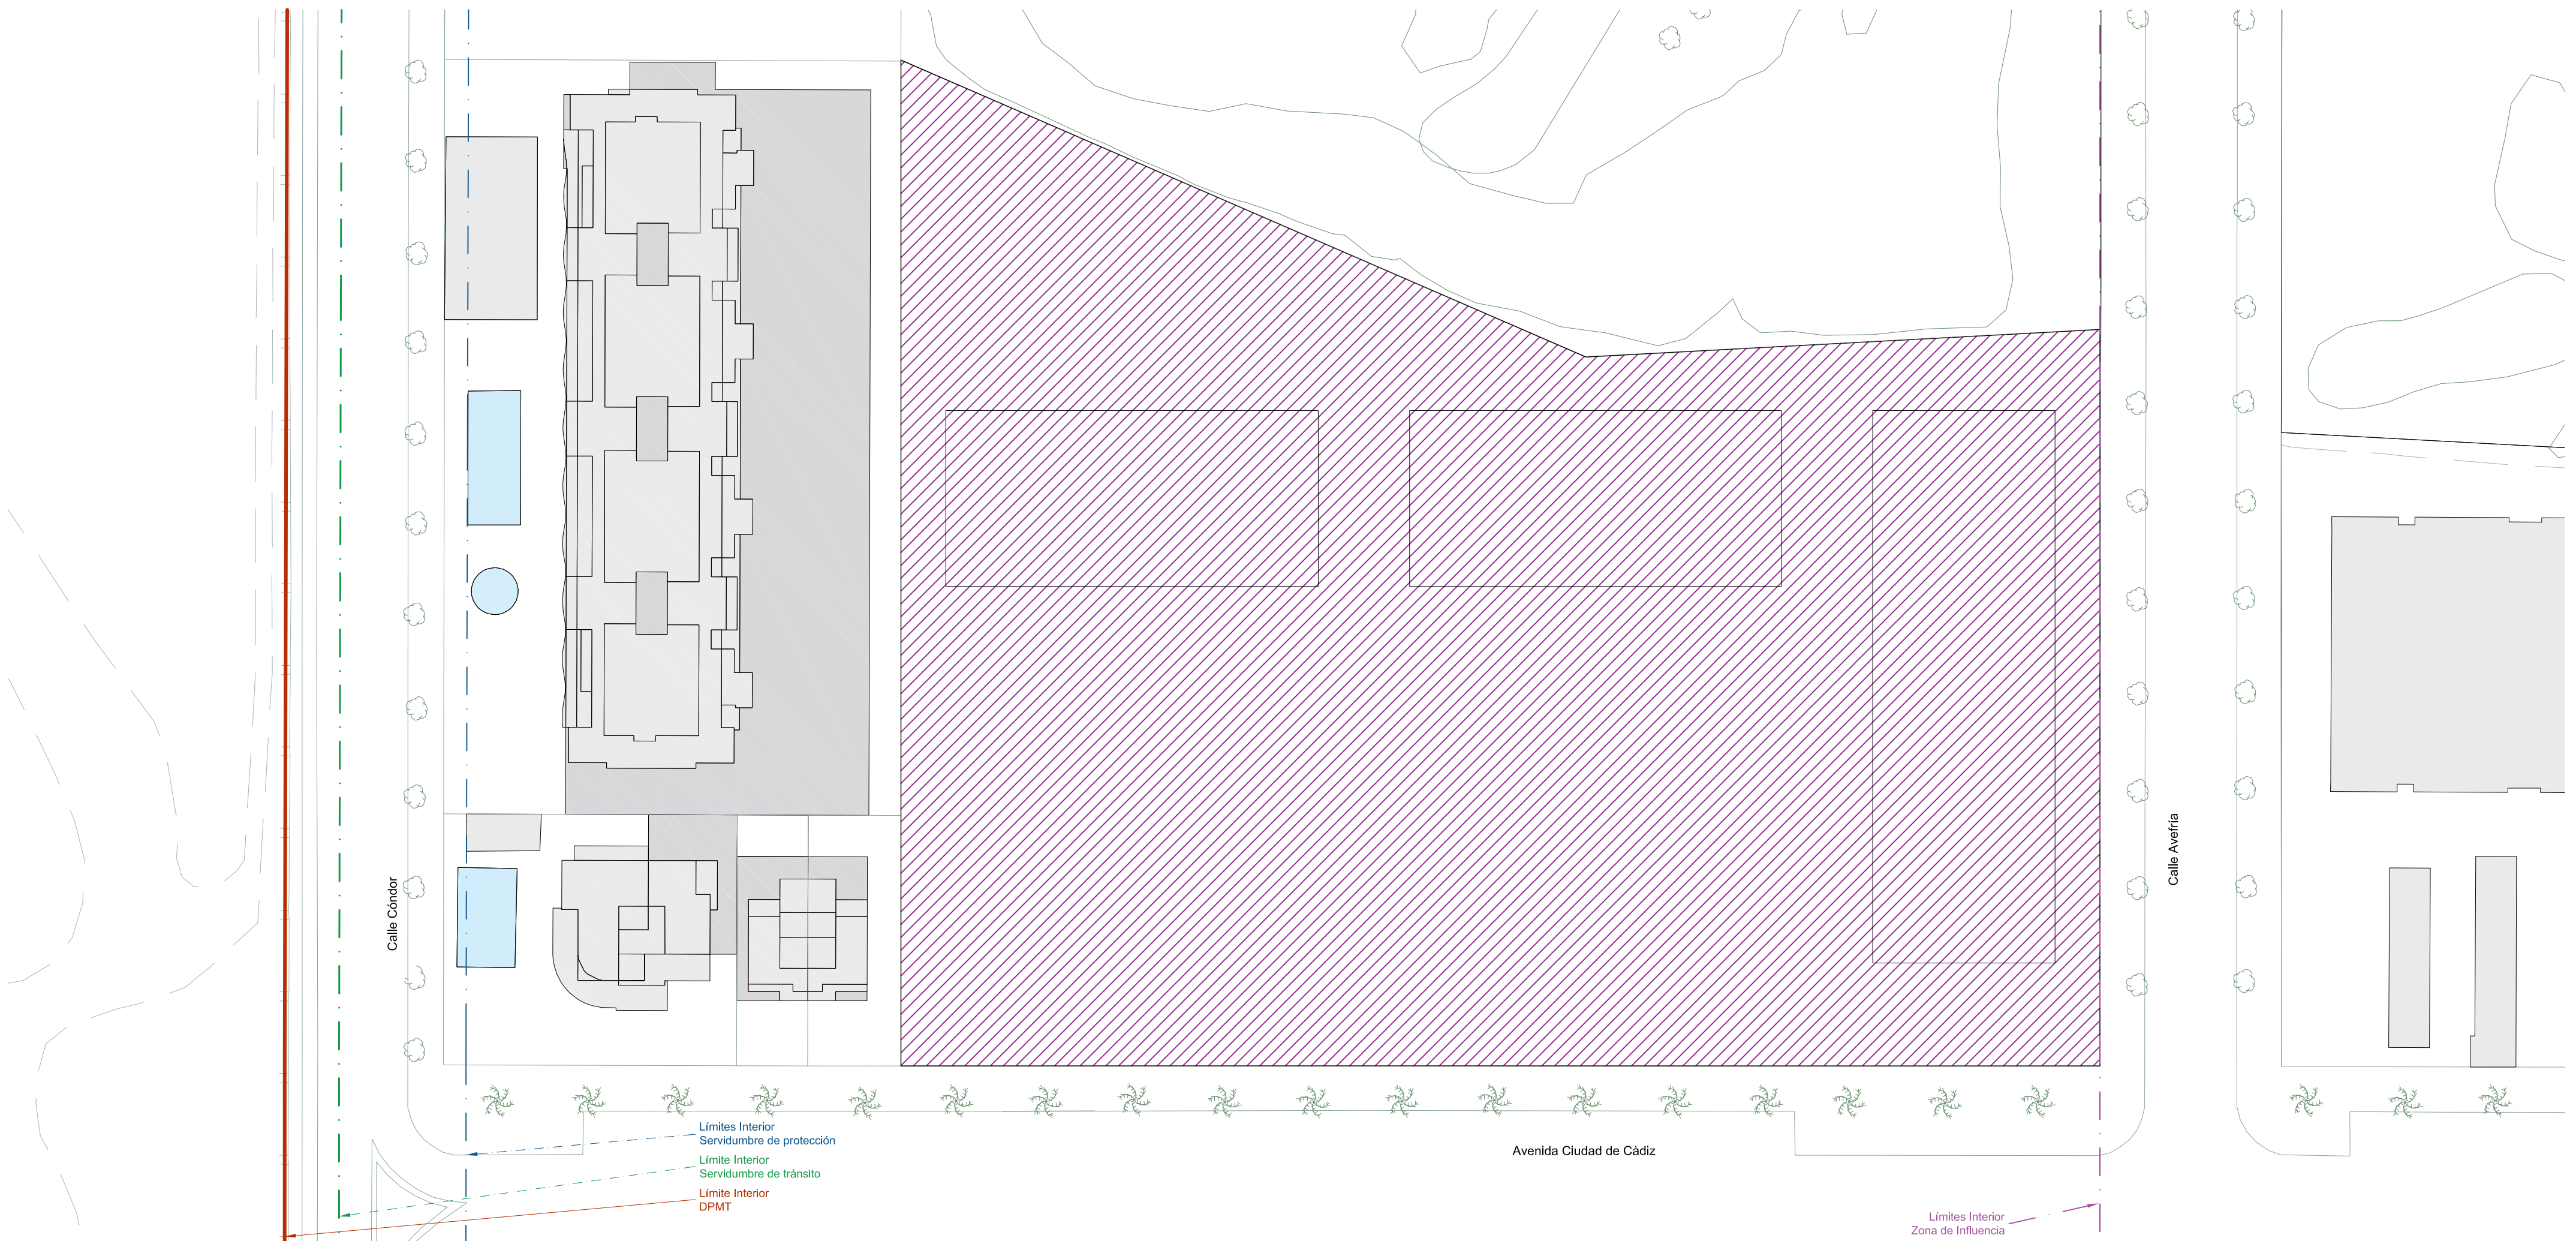 Calle Cóndor
Calle Avefria
Límites Interior
Servidumbre de protección
Límite Interior
Servidumbre de tránsito
Límite Interior
DPMT
Avenida Ciudad de Càdiz
Límites Interior
Zona de Influencia